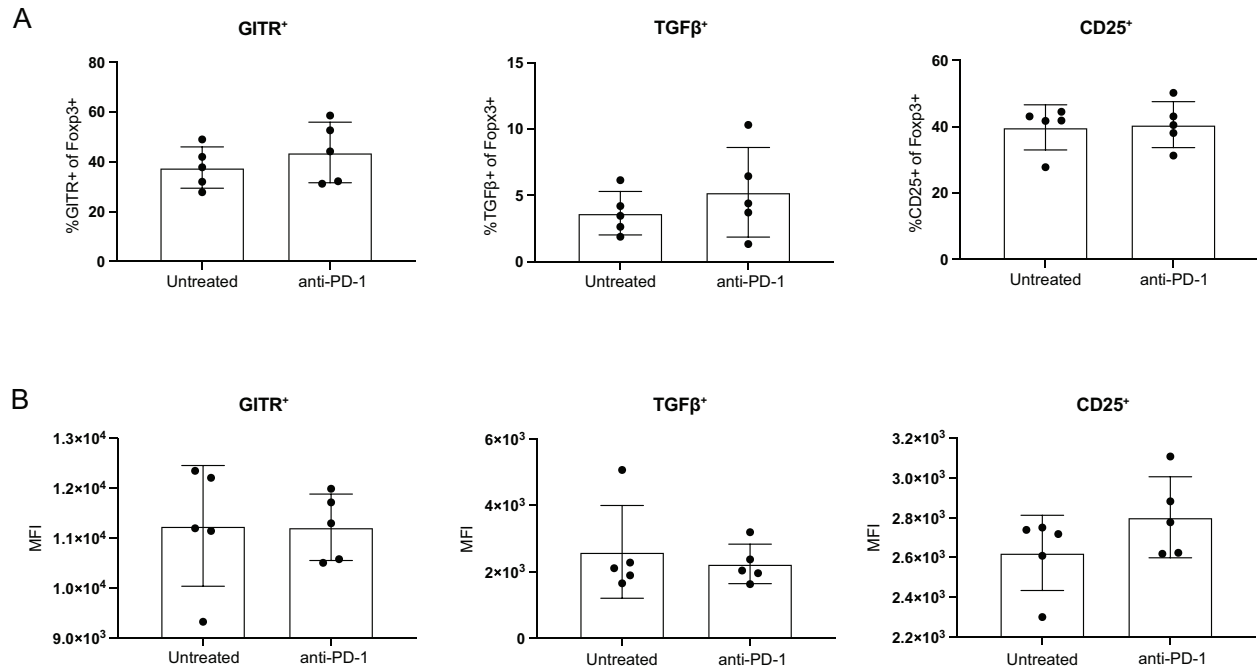 A
GITR⁺
TGFβ⁺
CD25⁺
%GITR+ of Foxp3+
80
60
40
20
0
Untreated
anti-PD-1
%TGFβ+ of Fopx3+
15
10
5
0
Untreated
anti-PD-1
%CD25+ of Foxp3+
60
40
20
0
Untreated
anti-PD-1
B
GITR⁺
TGFβ⁺
CD25⁺
MFI
1.3×10⁴
1.2×10⁴
1.1×10⁴
1.0×10⁴
9.0×10³
Untreated
anti-PD-1
MFI
6×10³
4×10³
2×10³
0
Untreated
anti-PD-1
MFI
3.2×10³
3.0×10³
2.8×10³
2.6×10³
2.4×10³
2.2×10³
Untreated
anti-PD-1